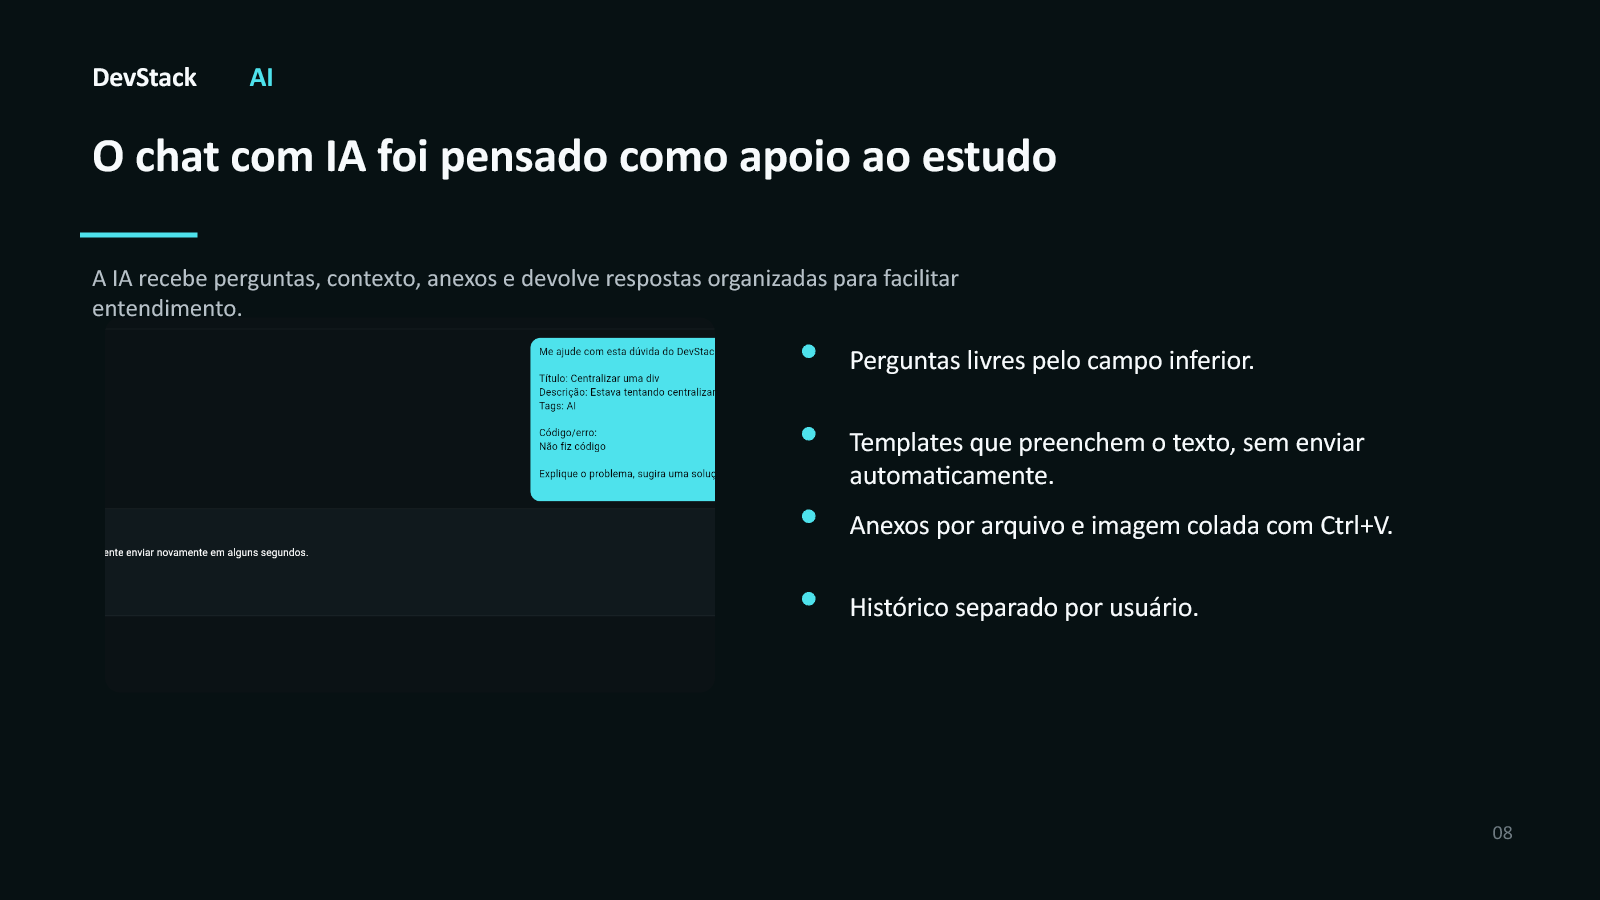 DevStack AI
O chat com IA foi pensado como apoio ao estudo
A IA recebe perguntas, contexto, anexos e devolve respostas organizadas para facilitar
entendimento.
Me ajude com esta dúvida do DevStac
Título: Centralizar uma div
Descrição: Estava tentando centralizar
Tags: AI
Código/erro:
Não fiz código
Explique o problema, sugira uma soluç
ente enviar novamente em alguns segundos.
Perguntas livres pelo campo inferior.
Templates que preenchem o texto, sem enviar
automaticamente.
Anexos por arquivo e imagem colada com Ctrl+V.
Histórico separado por usuário.
08